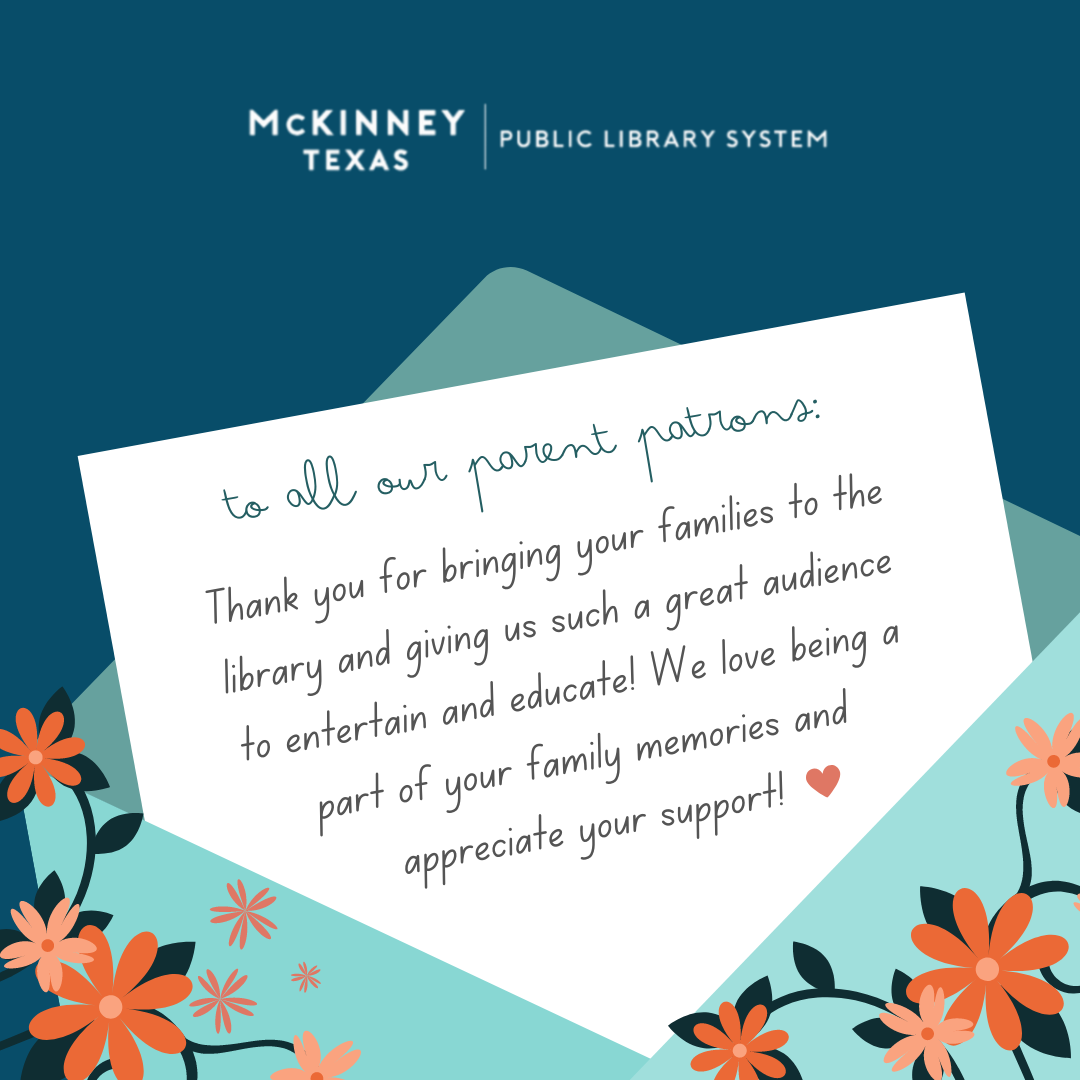 McKINNEY
TEXAS
PUBLIC LIBRARY SYSTEM
to all our parent patrons:
Thank you for bringing your families to the
library and giving us such a great audience
to entertain and educate! We love being a
part of your family memories and
appreciate your support!